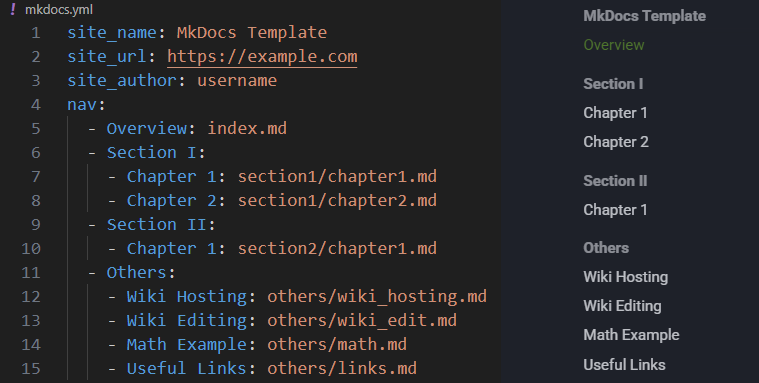 ! mkdocs.yml
1 site_name: MkDocs Template
2 site_url: https://example.com
3 site_author: username
4 nav:
5 - Overview: index.md
6 - Section I:
7 - Chapter 1: section1/chapter1.md
8 - Chapter 2: section1/chapter2.md
9 - Section II:
10 - Chapter 1: section2/chapter1.md
11 - Others:
12 - Wiki Hosting: others/wiki_hosting.md
13 - Wiki Editing: others/wiki_edit.md
14 - Math Example: others/math.md
15 - Useful Links: others/links.md
MkDocs Template
Overview
Section I
Chapter 1
Chapter 2
Section II
Chapter 1
Others
Wiki Hosting
Wiki Editing
Math Example
Useful Links